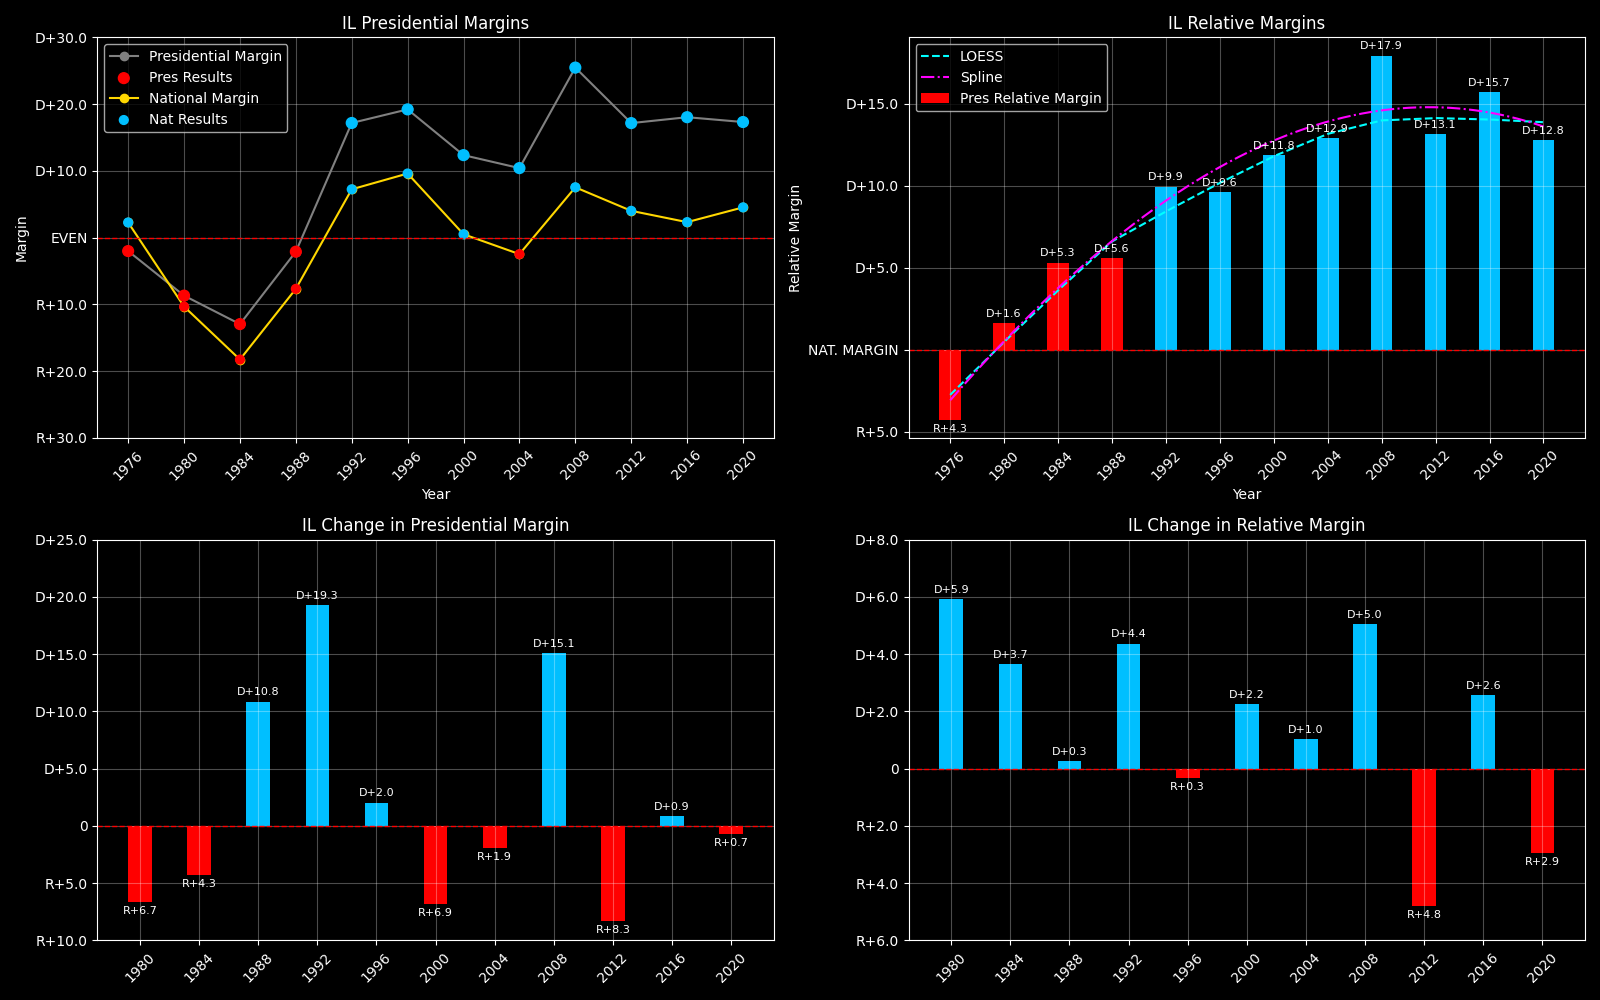 IL Presidential Margins
D+30.0
D+20.0
D+10.0
EVEN
R+10.0
R+20.0
R+30.0
Margin
Presidential Margin
Pres Results
National Margin
Nat Results
1976
1980
1984
1988
1992
1996
2000
2004
2008
2012
2016
2020
Year
IL Relative Margins
D+15.0
D+10.0
D+5.0
NAT. MARGIN
R+5.0
Relative Margin
LOESS
Spline
Pres Relative Margin
R+4.3
D+1.6
D+5.3
D+5.6
D+9.9
D+9.6
D+11.8
D+12.9
D+17.9
D+13.1
D+15.7
D+12.8
1976
1980
1984
1988
1992
1996
2000
2004
2008
2012
2016
2020
Year
IL Change in Presidential Margin
D+25.0
D+20.0
D+15.0
D+10.0
D+5.0
0
R+5.0
R+10.0
R+6.7
R+4.3
D+10.8
D+19.3
D+2.0
R+6.9
R+1.9
D+15.1
R+8.3
D+0.9
R+0.7
1980
1984
1988
1992
1996
2000
2004
2008
2012
2016
2020
IL Change in Relative Margin
D+8.0
D+6.0
D+4.0
D+2.0
0
R+2.0
R+4.0
R+6.0
D+5.9
D+3.7
D+0.3
D+4.4
R+0.3
D+2.2
D+1.0
D+5.0
R+4.8
D+2.6
R+2.9
1980
1984
1988
1992
1996
2000
2004
2008
2012
2016
2020